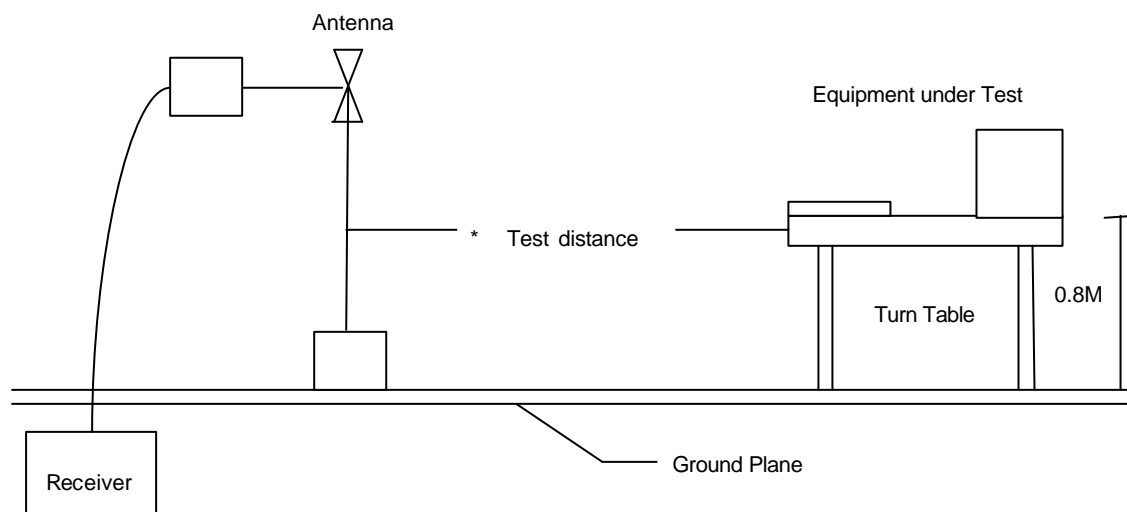 Antenna
Equipment under Test
* Test distance
0.8M
Turn Table
Ground Plane
Receiver